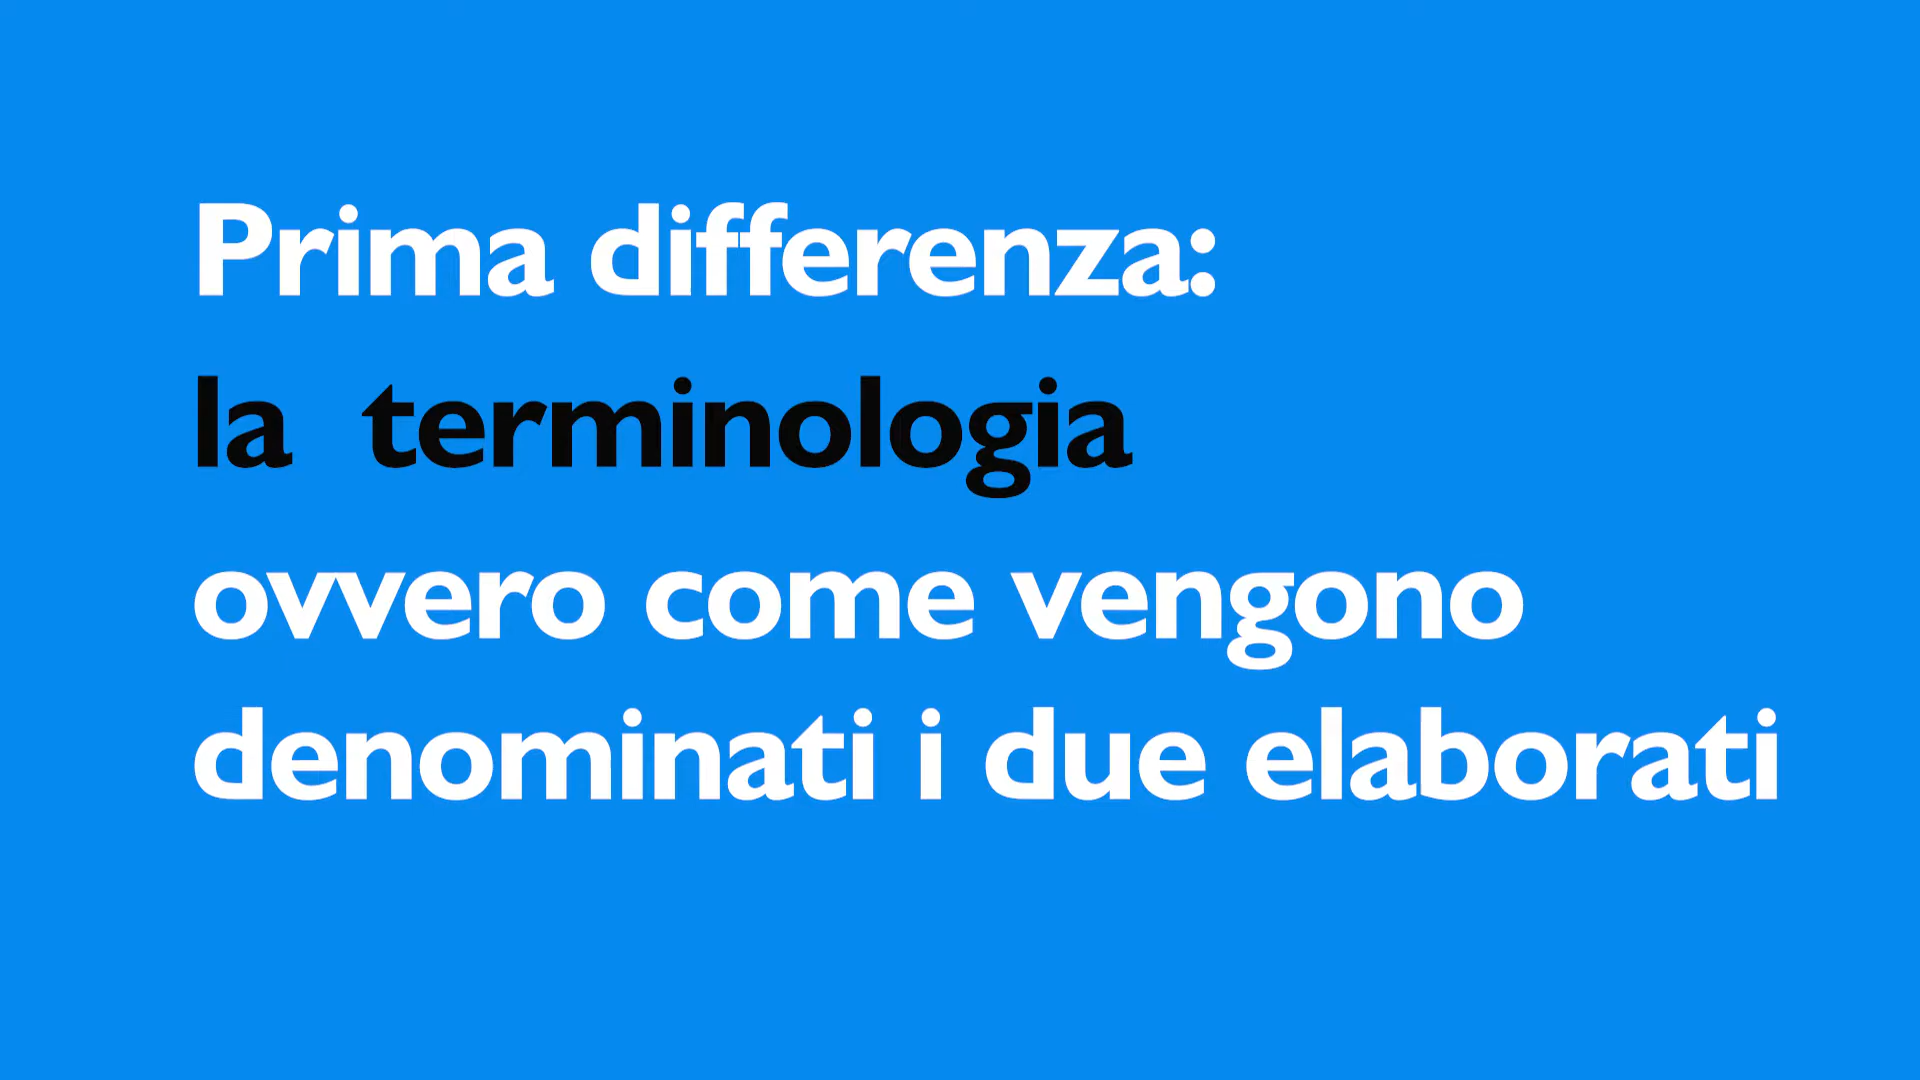 Prima differenza:
la terminologia
ovvero come vengono
denominati i due elaborati